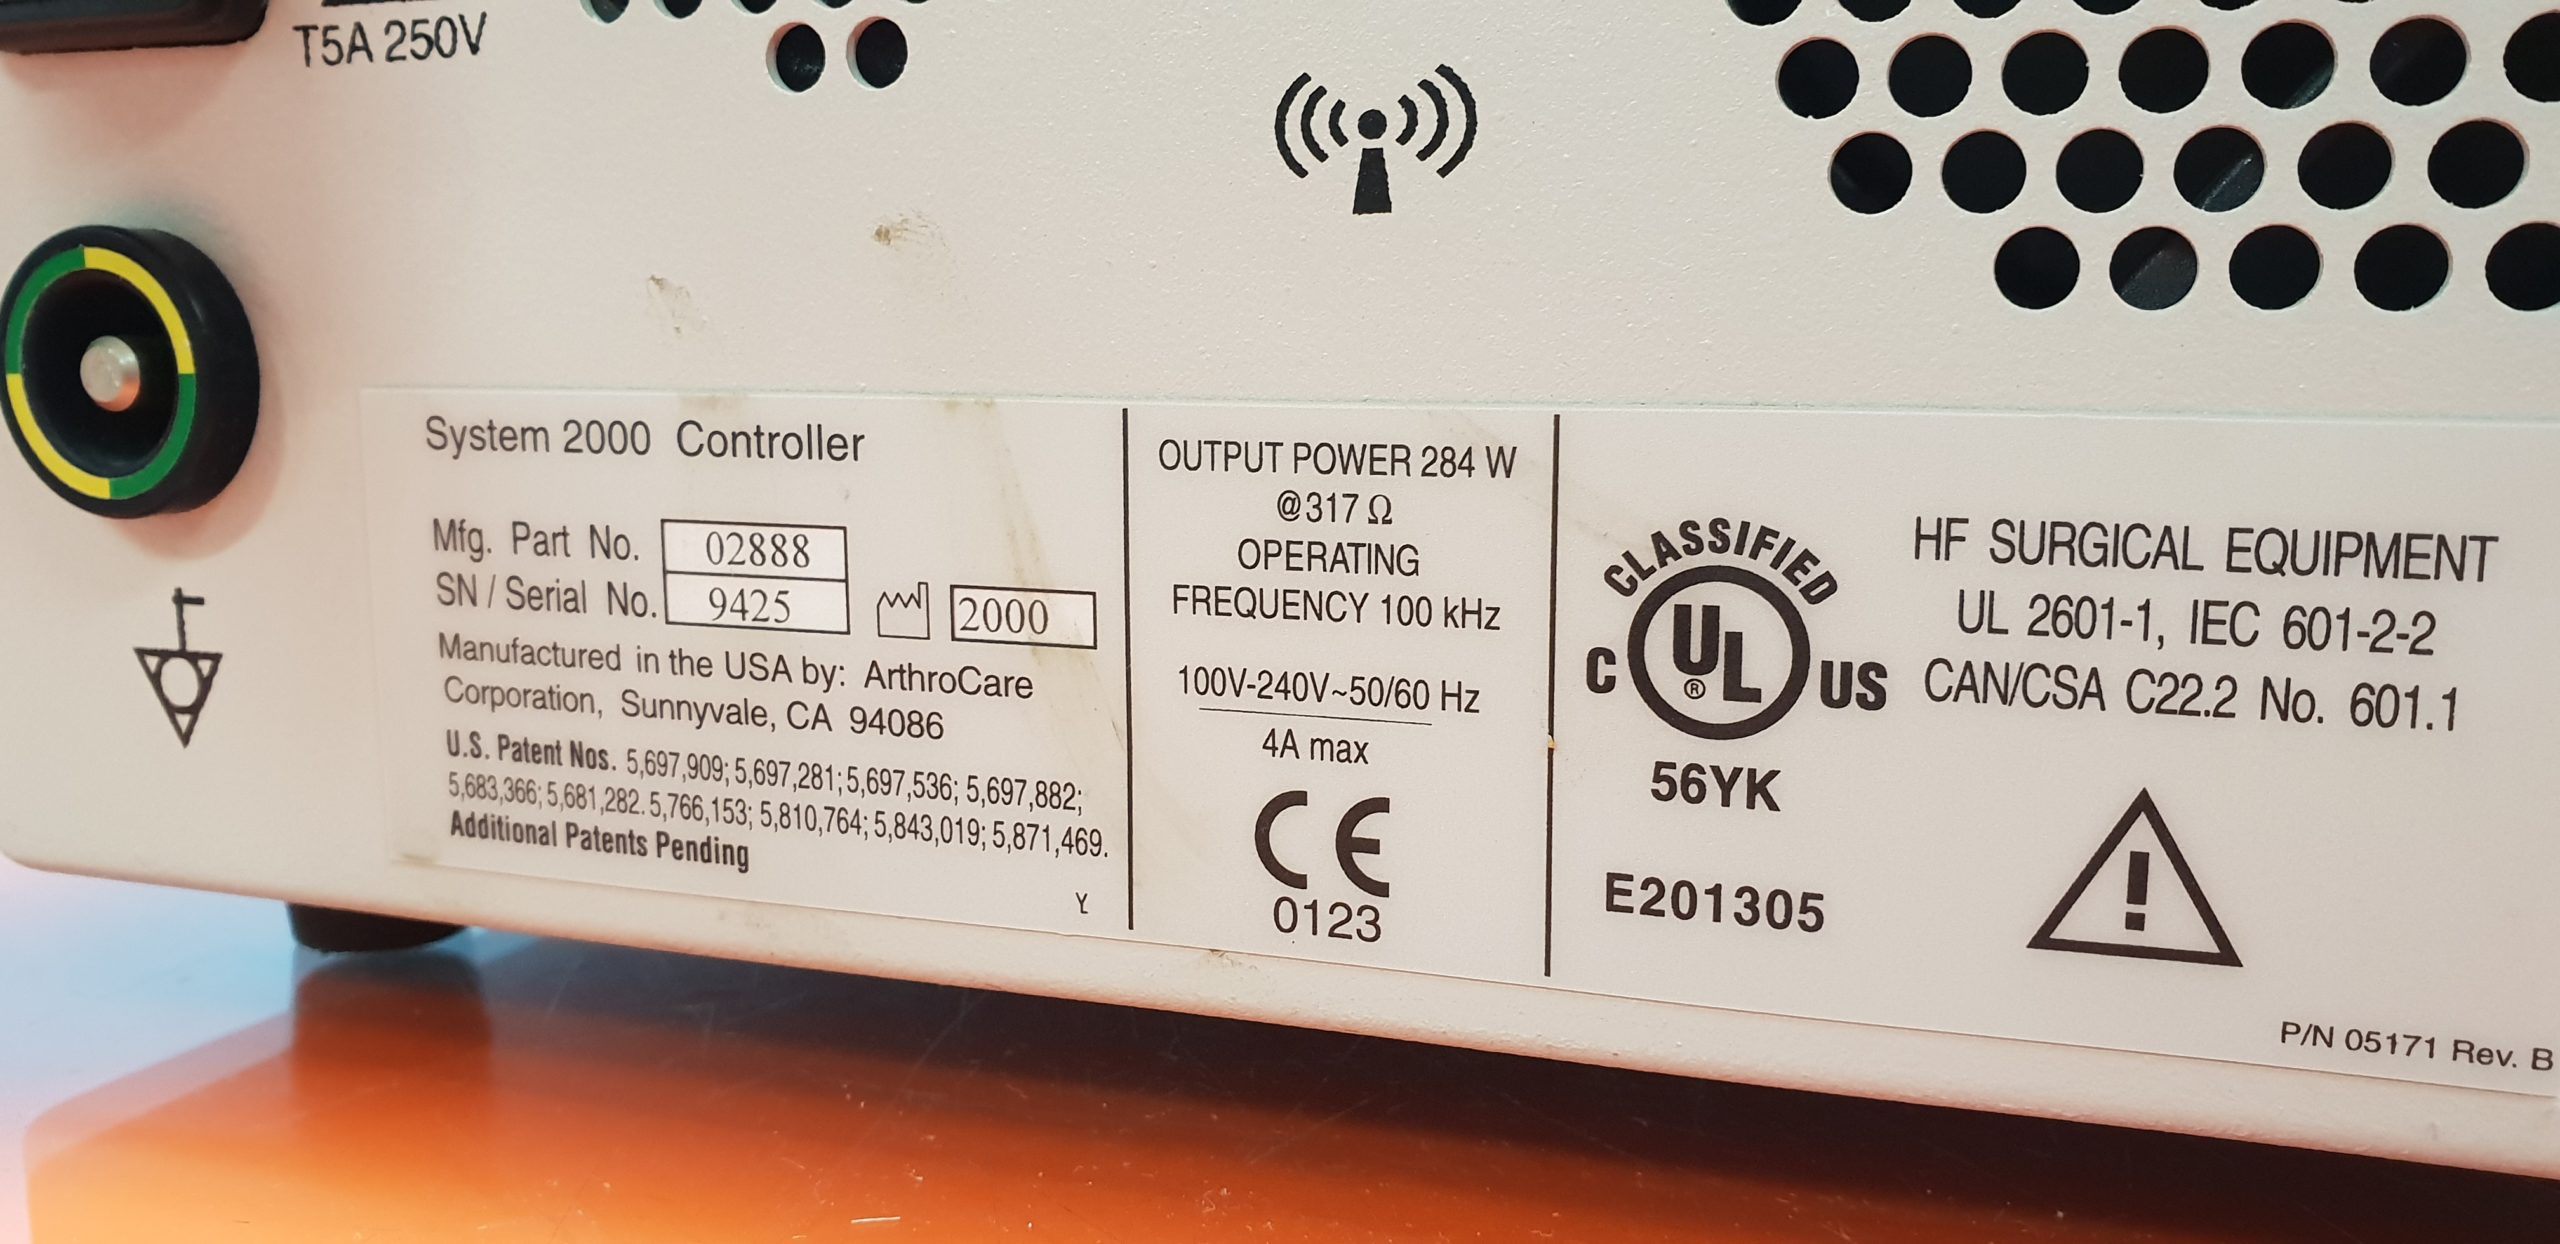 T5A 250V
System 2000 Controller
Mfg. Part No. 02888
SN / Serial No. 9425 2000
Manufactured in the USA by: ArthroCare
Corporation, Sunnyvale, CA 94086
U.S. Patent Nos. 5,697,909; 5,697,281; 5,697,536; 5,697,882;
5,683,366; 5,681,282. 5,766,153; 5,810,764; 5,843,019; 5,871,469.
Additional Patents Pending
Y
OUTPUT POWER 284 W
@317 Ω
OPERATING
FREQUENCY 100 kHz
100V-240V~50/60 Hz
4A max
CE
0123
CLASSIFIED
C UL ® US
56YK
E201305
HF SURGICAL EQUIPMENT
UL 2601-1, IEC 601-2-2
CAN/CSA C22.2 No. 601.1
!
P/N 05171 Rev. B